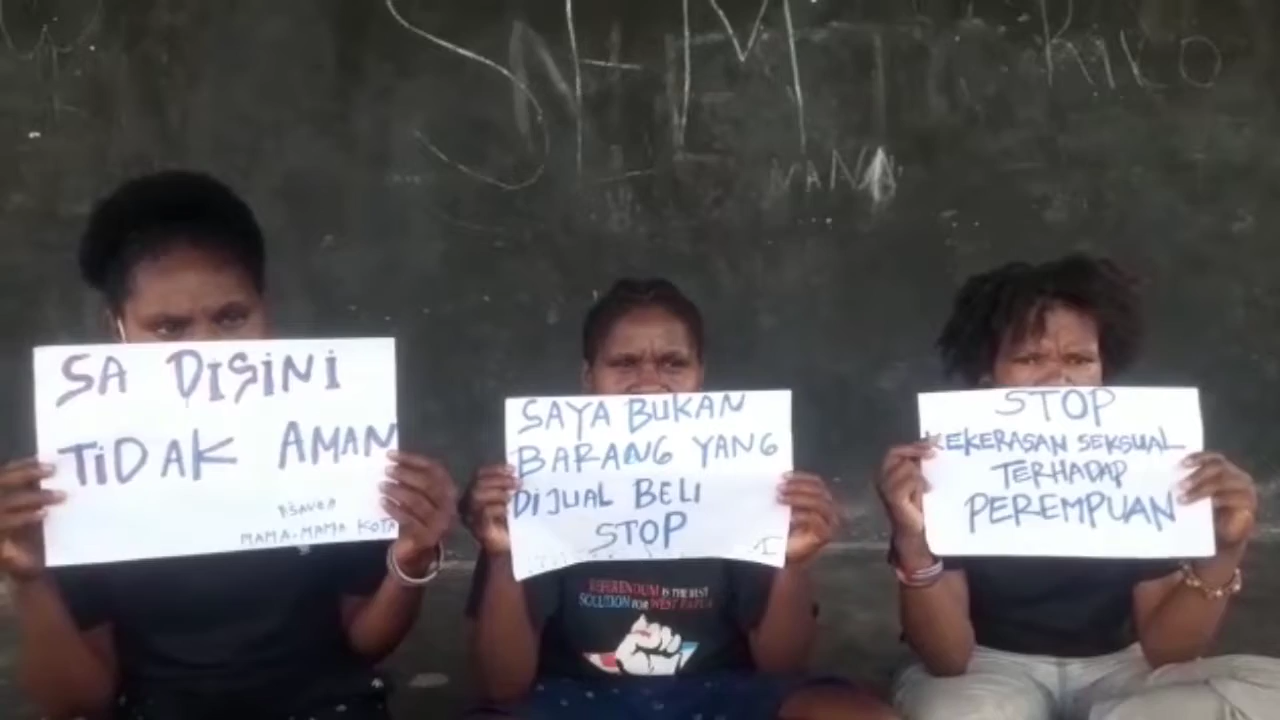 MANA
SA DISINI
TIDAK AMAN
MAMA-MAMA KOTA
SAYA BUKAN
BARANG YANG
DIJUAL BELI
STOP
REFERENDUM IS THE BEST
SOLUTION FOR WEST PAPUA
STOP
KEKERASAN SEKSUAL
TERHADAP
PEREMPUAN